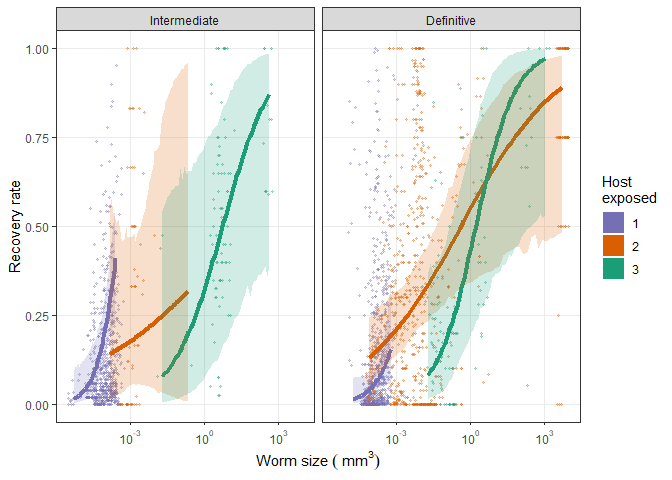 Intermediate
Definitive
1.00
0.75
0.50
0.25
0.00
Recovery rate
10⁻³
10⁰
10³
10⁻³
10⁰
10³
Worm size ( mm³)
Host
exposed
1
2
3